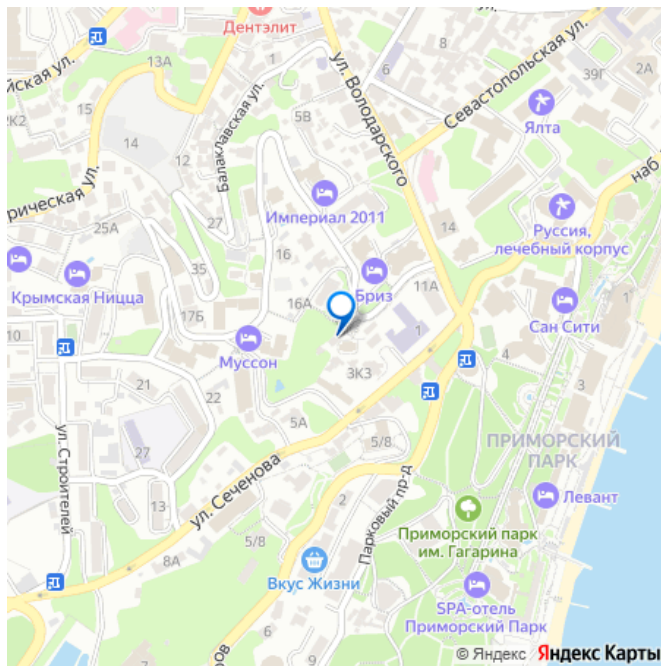 Дентэлит
13А
1
6
ул. Володарского
Севастопольская ул.
39Г
2А
йская ул.
15
2К2
14
12
Балаклавская ул.
5В
Ялта
рическая ул.
27
Империал 2011
наб
25А
16
14
Россия,
лечебный корпус
35
Крымская Ницца
Бриз
16А
11А
17Б
1
Сан Сити
10
Муссон
4
3К3
3
21
22
5А
5/8
ПРИМОРСКИЙ
ПАРК
ул. Строителей
27
ул. Сеченова
Левант
13
2
Парковый пр-д
Приморский парк
им. Гагарина
5/8
8А
Вкус Жизни
SPA-отель
Приморский Парк
2
ров
© Яндекс Яндекс Карты